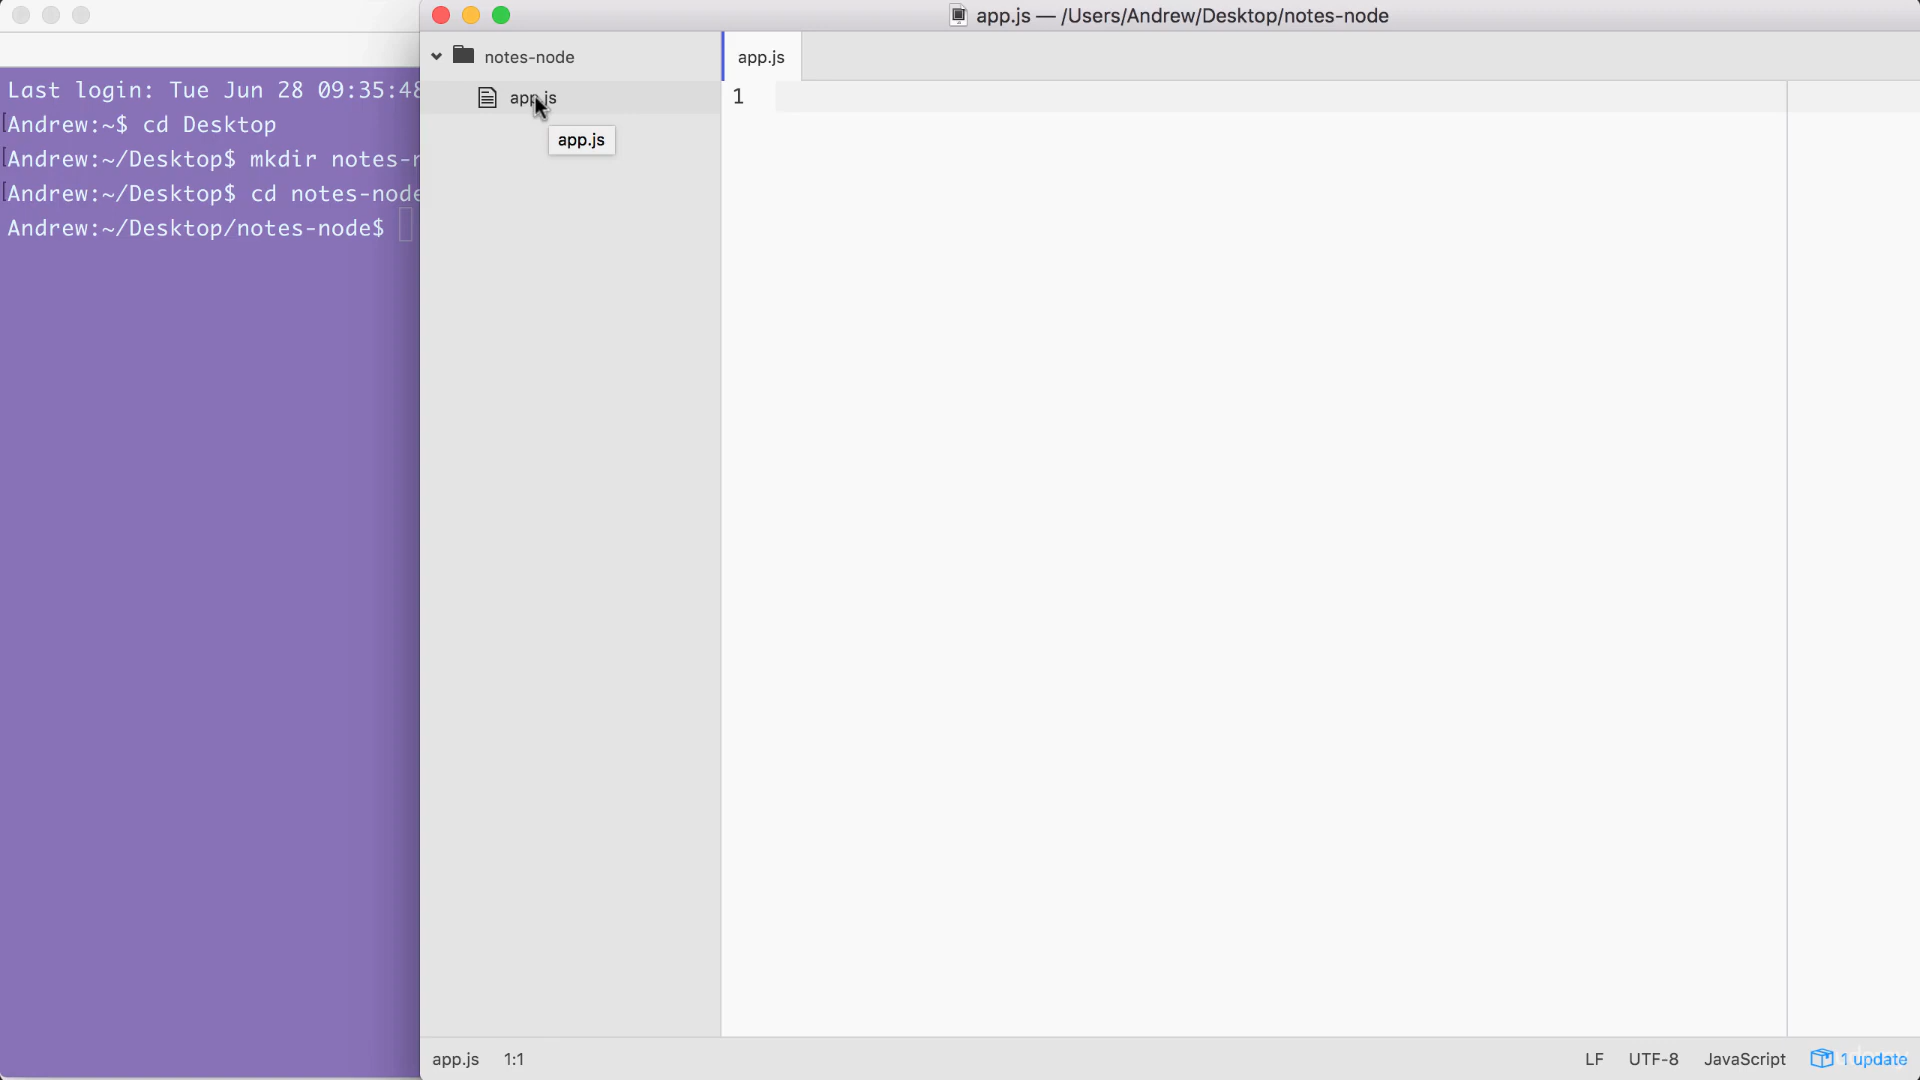 app.js — /Users/Andrew/Desktop/notes-node
Last login: Tue Jun 28 09:35:48
Andrew:~$ cd Desktop
Andrew:~/Desktop$ mkdir notes-n
Andrew:~/Desktop$ cd notes-node
Andrew:~/Desktop/notes-node$
notes-node
app.js
app.js
app.js
1
app.js 1:1
LF UTF-8 JavaScript 1 update